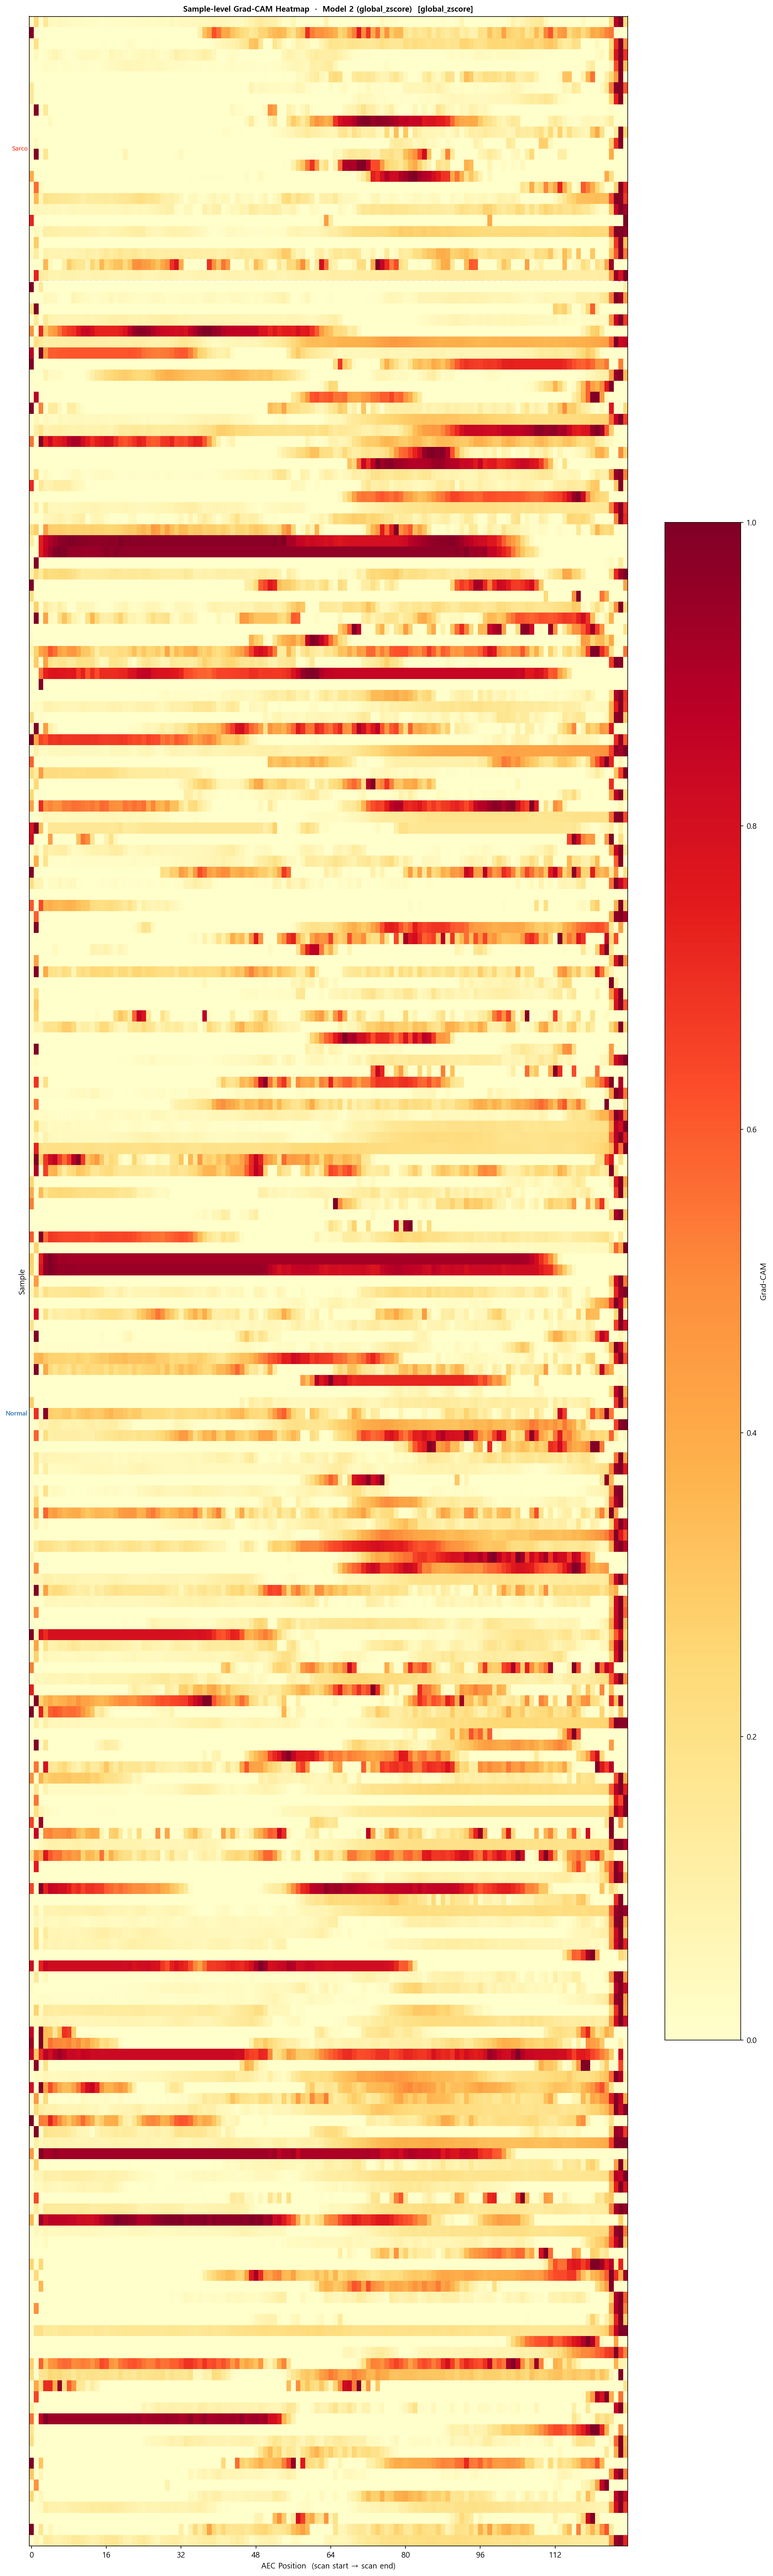 Sample-level Grad-CAM Heatmap · Model 2 (global_zscore) [global_zscore]
Sarco
Normal
Sample
0
16
32
48
64
80
96
112
AEC Position (scan start → scan end)
1.0
0.8
0.6
0.4
0.2
0.0
Grad-CAM